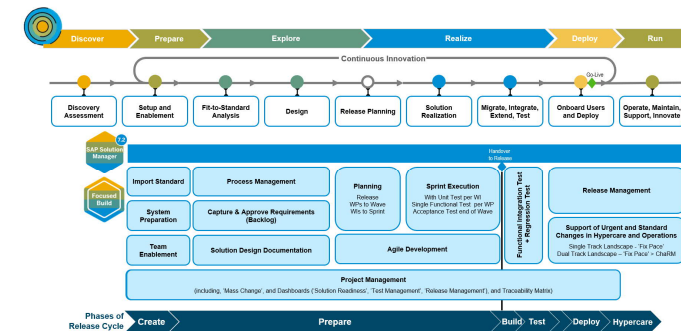 Discover
Prepare
Explore
Realize
Deploy
Run
Continuous Innovation
Go-Live
Discovery
Assessment
Setup and
Enablement
Fit-to-Standard
Analysis
Design
Release Planning
Solution
Realization
Migrate, Integrate,
Extend, Test
Onboard Users
and Deploy
Operate, Maintain,
Support, Innovate
7.2
SAP Solution
Manager
Handover
to Release
Focused
Build
Import Standard
Process Management
Planning
Release
WPs to Wave
WIs to Sprint
Sprint Execution
With Unit Test per WI
Single Functional Test per WP
Acceptance Test end of Wave
Functional Integration Test
+ Regression Test
Release Management
System
Preparation
Capture & Approve Requirements
(Backlog)
Support of Urgent and Standard
Changes in Hypercare and Operations
Single Track Landscape - 'Fix Pace'
Dual Track Landscape – 'Fix Pace' + ChaRM
Team
Enablement
Solution Design Documentation
Agile Development
Project Management
(including, 'Mass Change', and Dashboards ('Solution Readiness', 'Test Management', 'Release Management'), and Traceability Matrix)
Phases of
Release Cycle
Create
Prepare
Build
Test
Deploy
Hypercare